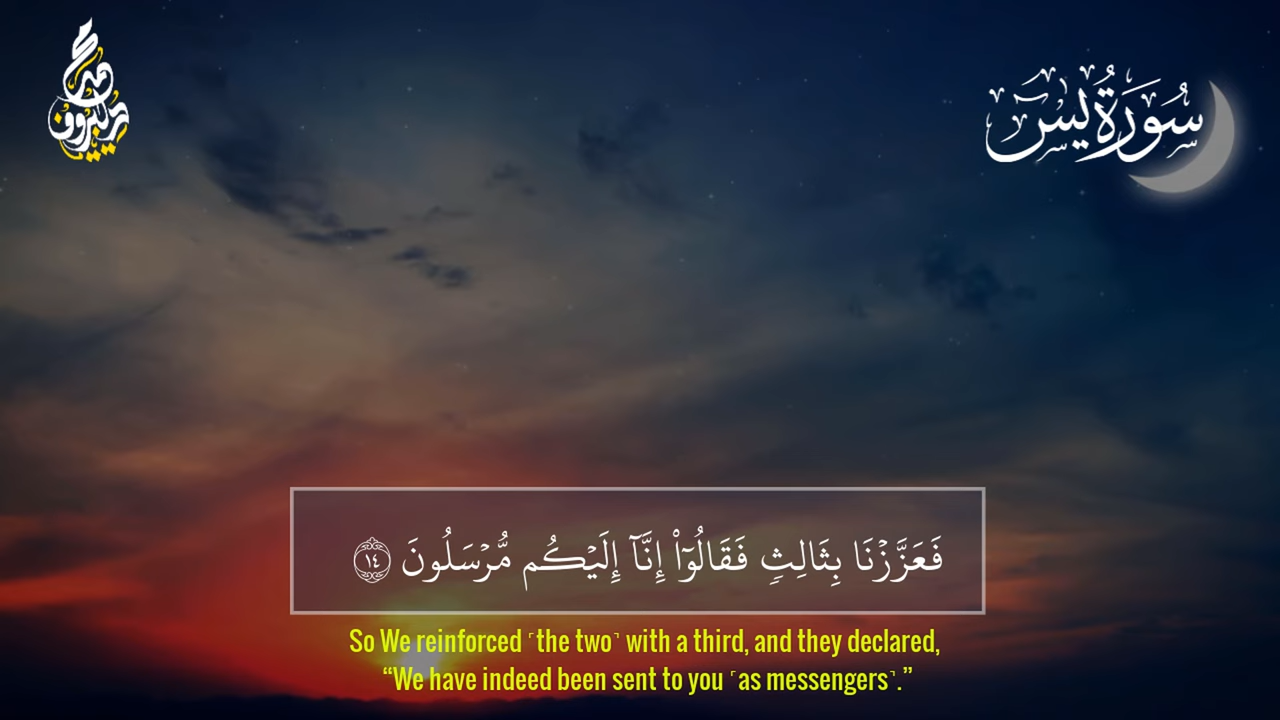 سُورَةُ يسٓ
فَعَزَّزۡنَا بِثَالِثٖ فَقَالُوٓاْ إِنَّآ إِلَيۡكُم مُّرۡسَلُونَ ١٤
So We reinforced ˹the two˺ with a third, and they declared,
“We have indeed been sent to you ˹as messengers˺.”